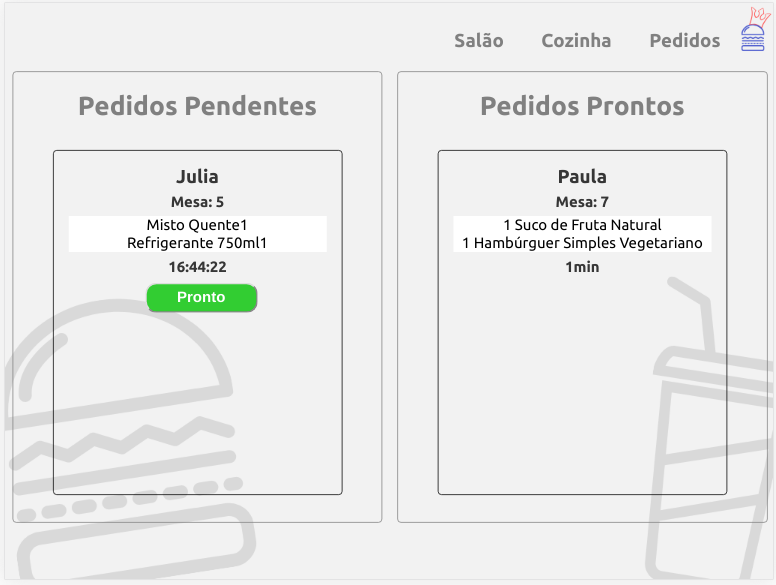 Salão Cozinha Pedidos
Pedidos Pendentes
Julia
Mesa: 5
Misto Quente1
Refrigerante 750ml1
16:44:22
Pronto
Pedidos Prontos
Paula
Mesa: 7
1 Suco de Fruta Natural
1 Hambúrguer Simples Vegetariano
1min